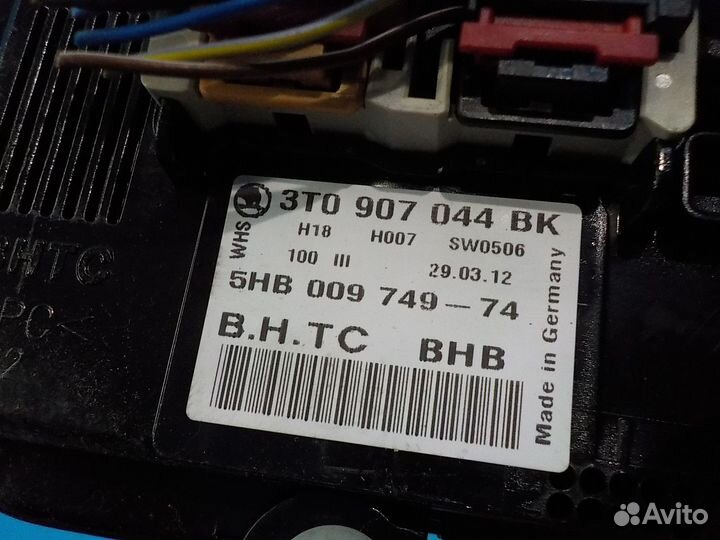 3T0 907 044 BK
WHS
H18 H007 SW0506
100 III 29.03.12
5HB 009 749-74
B.H.TC BHB
Made in Germany
Avito